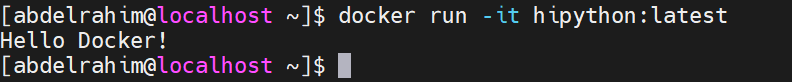 [abdelrahim@localhost ~]$ docker run -it hipython:latest
Hello Docker!
[abdelrahim@localhost ~]$